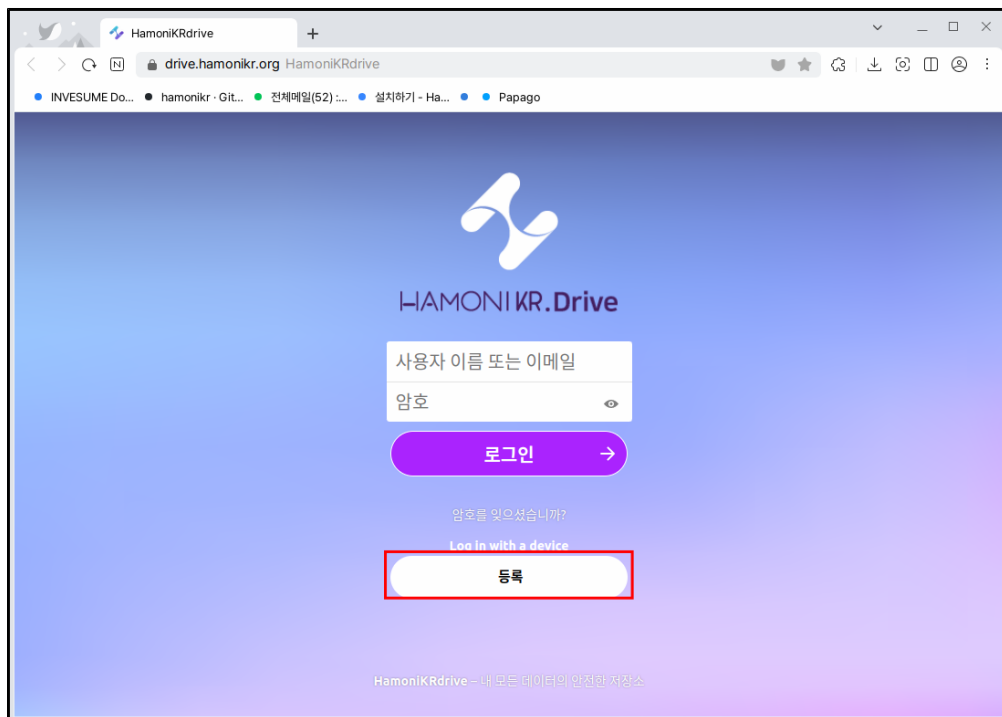 HamoniKRdrive
drive.hamonikr.org HamoniKRdrive
INVESUME Do... hamonikr · Git... 전체메일(52) :... 설치하기 - Ha... Papago
HAMONIKR.Drive
사용자 이름 또는 이메일
암호
로그인
암호를 잊으셨습니까?
Log in with a device
등록
HamoniKRdrive – 내 모든 데이터의 안전한 저장소